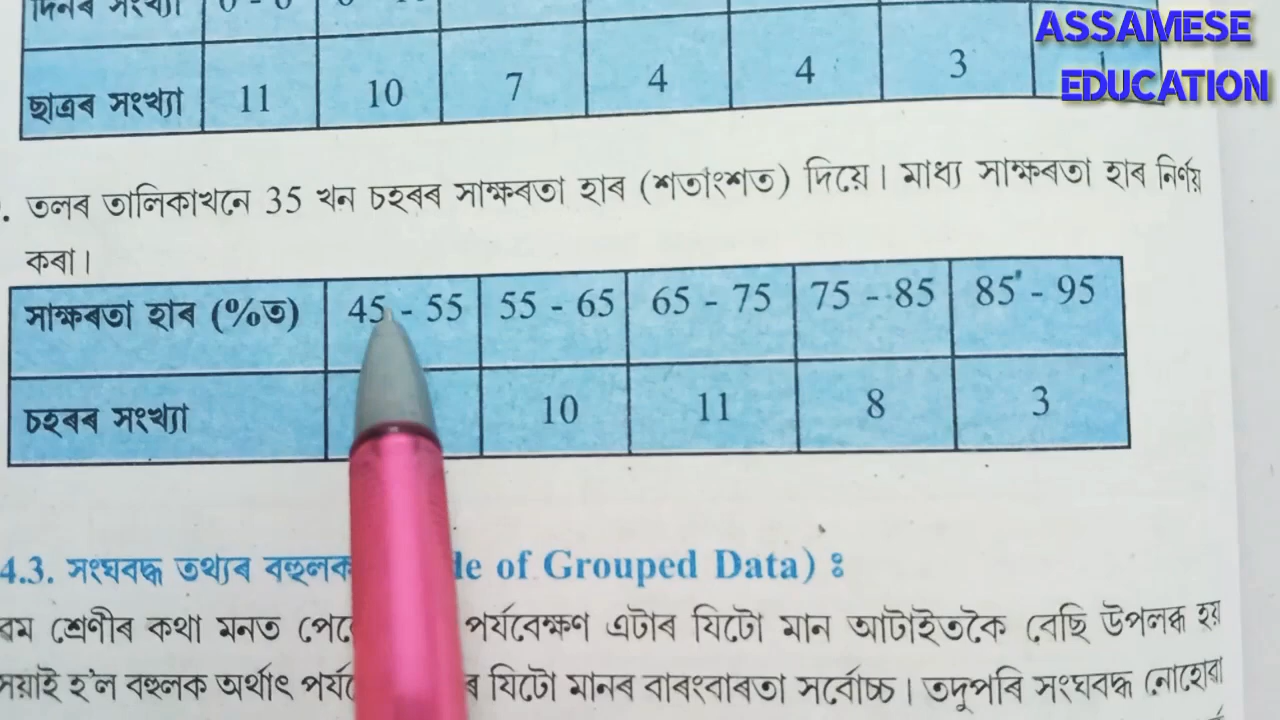 দিনৰ সংখ্যা
ASSAMESE
EDUCATION
ছাত্ৰৰ সংখ্যা 11 10 7 4 4 3 1
তলৰ তালিকাখনে 35 খন চহৰৰ সাক্ষৰতা হাৰ (শতাংশত) দিয়ে। মাধ্য সাক্ষৰতা হাৰ নিৰ্ণয়
কৰা।
সাক্ষৰতা হাৰ (%ত) 45 - 55 55 - 65 65 - 75 75 - 85 85 - 95
চহৰৰ সংখ্যা 10 11 8 3
4.3. সংঘবদ্ধ তথ্যৰ বহুলক of Grouped Data) ঃ
শ্ৰেণীৰ কথা মনত পৰ্যবেক্ষণ এটাৰ যিটো মান আটাইতকৈ বেছি উপলব্ধ হয়
হ'ল বহুলক অৰ্থাৎ যিটো মানৰ বাৰংবাৰতা সৰ্বোচ্চ। তদুপৰি সংঘবদ্ধ নোহোৱা